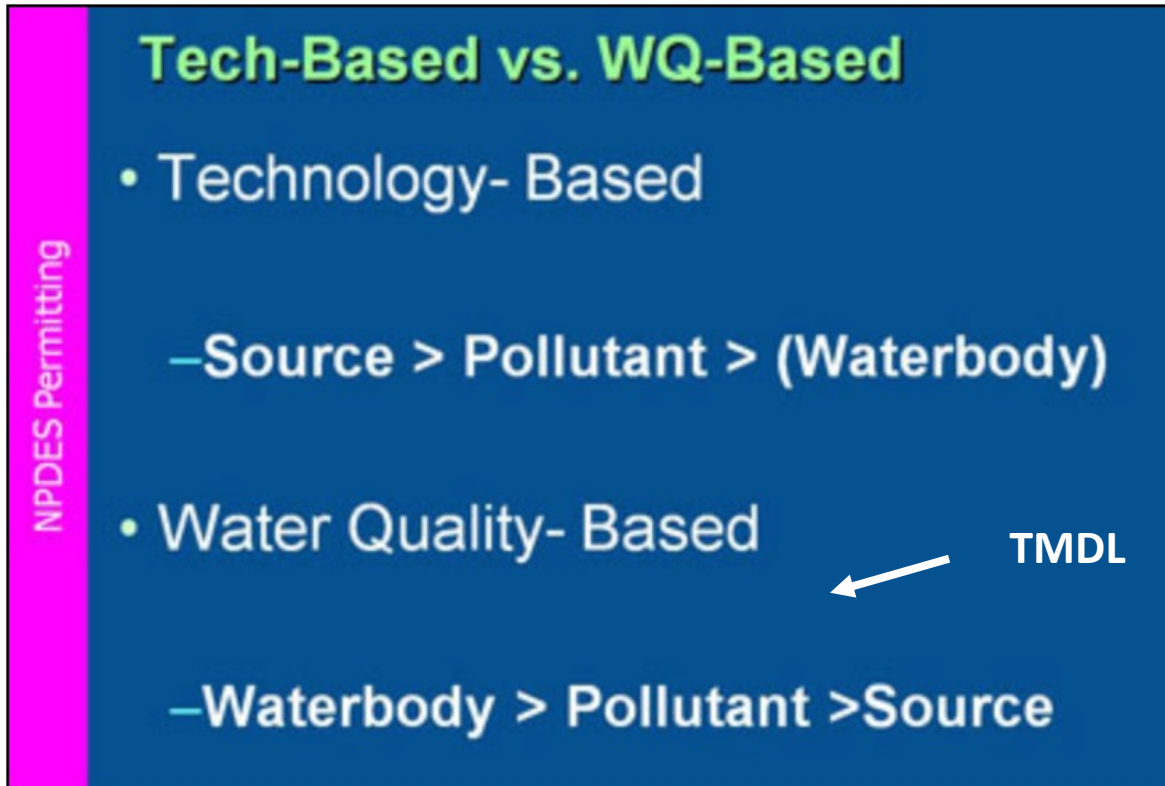 Tech-Based vs. WQ-Based
• Technology- Based
–Source > Pollutant > (Waterbody)
• Water Quality- Based
TMDL
–Waterbody > Pollutant >Source
NPDES Permitting